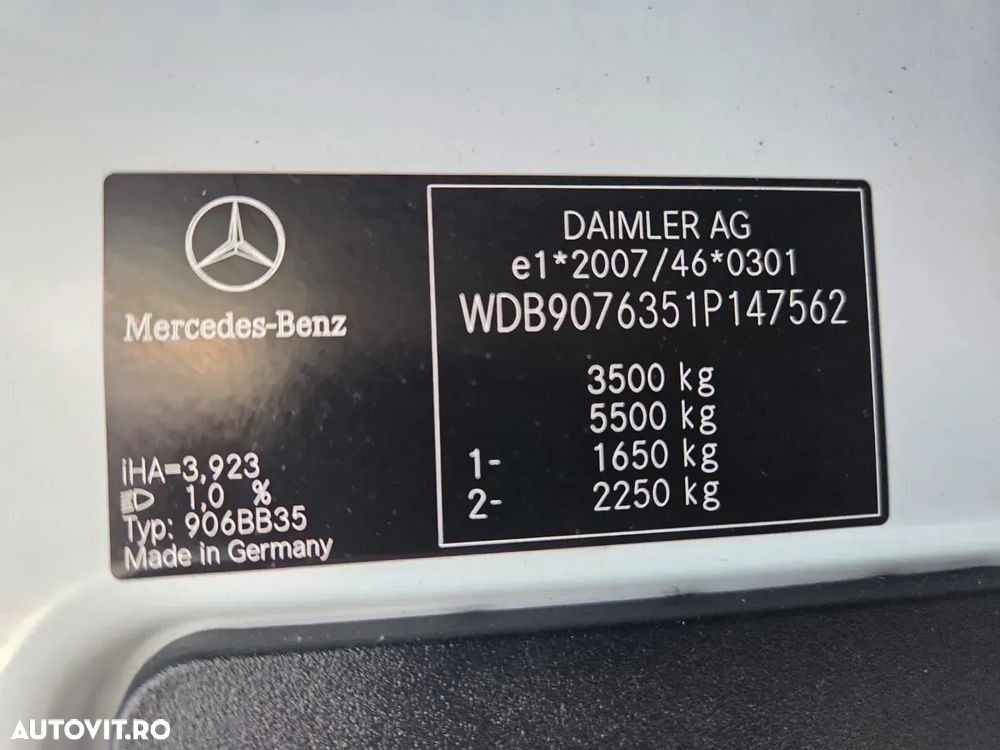 Mercedes-Benz
iHA=3,923
1,0 %
Typ: 906BB35
Made in Germany
DAIMLER AG
e1*2007/46*0301
WDB9076351P147562
3500 kg
5500 kg
1- 1650 kg
2- 2250 kg
AUTOVIT.RO